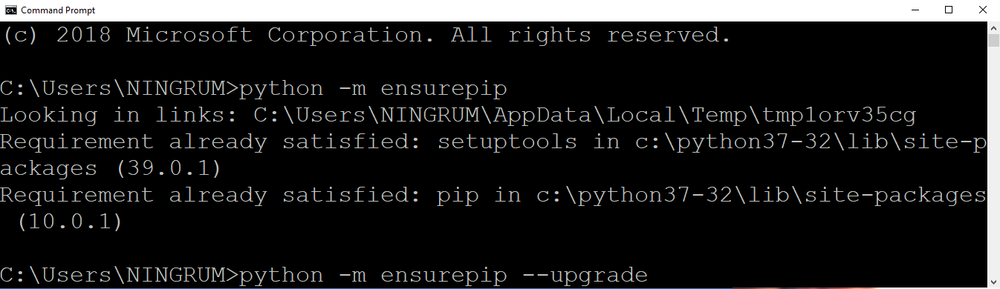 Command Prompt
(c) 2018 Microsoft Corporation. All rights reserved.
C:\Users\NINGRUM>python -m ensurepip
Looking in links: C:\Users\NINGRUM\AppData\Local\Temp\tmp1orv35cg
Requirement already satisfied: setuptools in c:\python37-32\lib\site-p
ackages (39.0.1)
Requirement already satisfied: pip in c:\python37-32\lib\site-packages
 (10.0.1)
C:\Users\NINGRUM>python -m ensurepip --upgrade